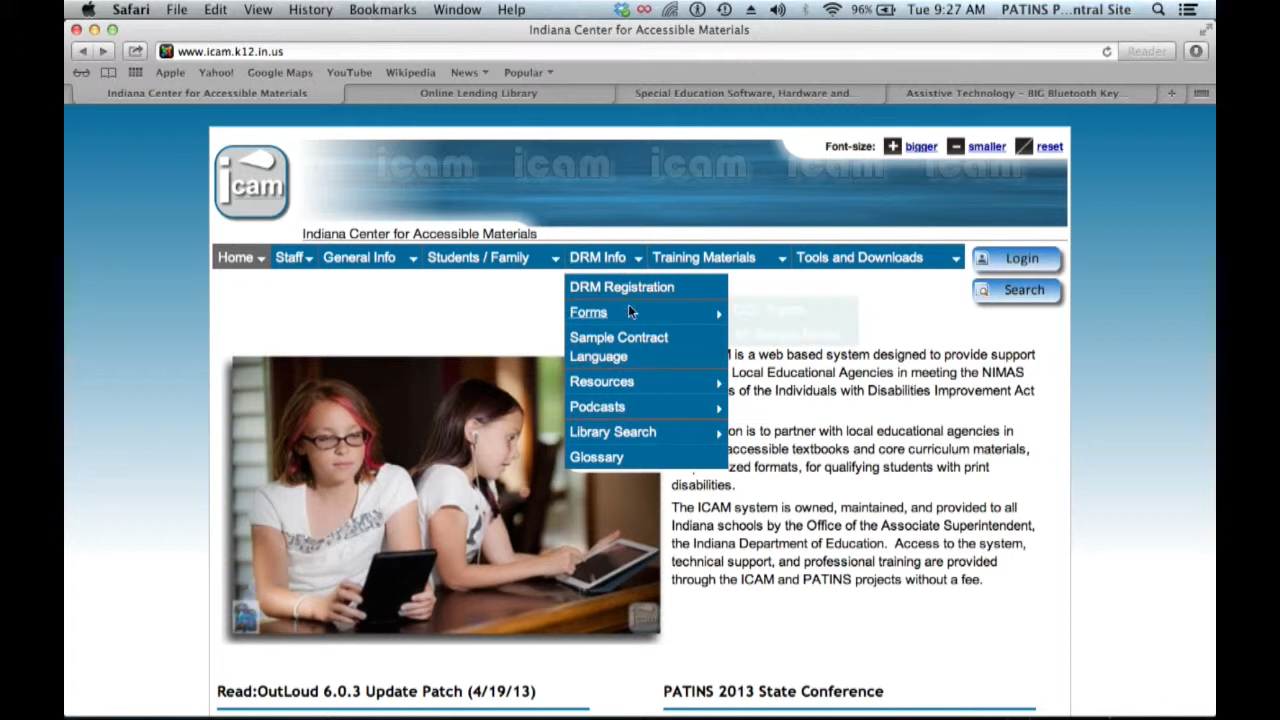 Safari File Edit View History Bookmarks Window Help 96% Tue 9:27 AM PATINS P...ntral Site
Indiana Center for Accessible Materials
www.icam.k12.in.us Reader
Apple Yahoo! Google Maps YouTube Wikipedia News Popular
Indiana Center for Accessible Materials Online Lending Library Special Education Software, Hardware and... Assistive Technology – BIG Bluetooth Key...
Font-size: bigger smaller reset
icam icam icam icam icam
icam
Indiana Center for Accessible Materials
Home Staff General Info Students / Family DRM Info Training Materials Tools and Downloads Login
Search
DRM Registration
Forms
Sample Contract
Language
Resources
Podcasts
Library Search
Glossary
is a web based system designed to provide support
Local Educational Agencies in meeting the NIMAS
of the Individuals with Disabilities Improvement Act
is to partner with local educational agencies in
accessible textbooks and core curriculum materials,
formats, for qualifying students with print
disabilities.
The ICAM system is owned, maintained, and provided to all
Indiana schools by the Office of the Associate Superintendent,
the Indiana Department of Education. Access to the system,
technical support, and professional training are provided
through the ICAM and PATINS projects without a fee.
Read:OutLoud 6.0.3 Update Patch (4/19/13)
PATINS 2013 State Conference